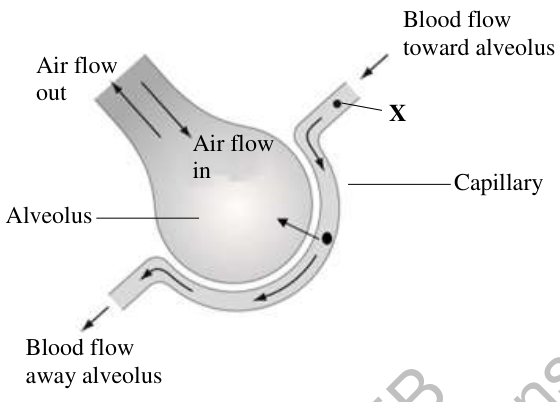 Blood flow
toward alveolus
Air flow
out
X
Air flow
in
Capillary
Alveolus
Blood flow
away alveolus